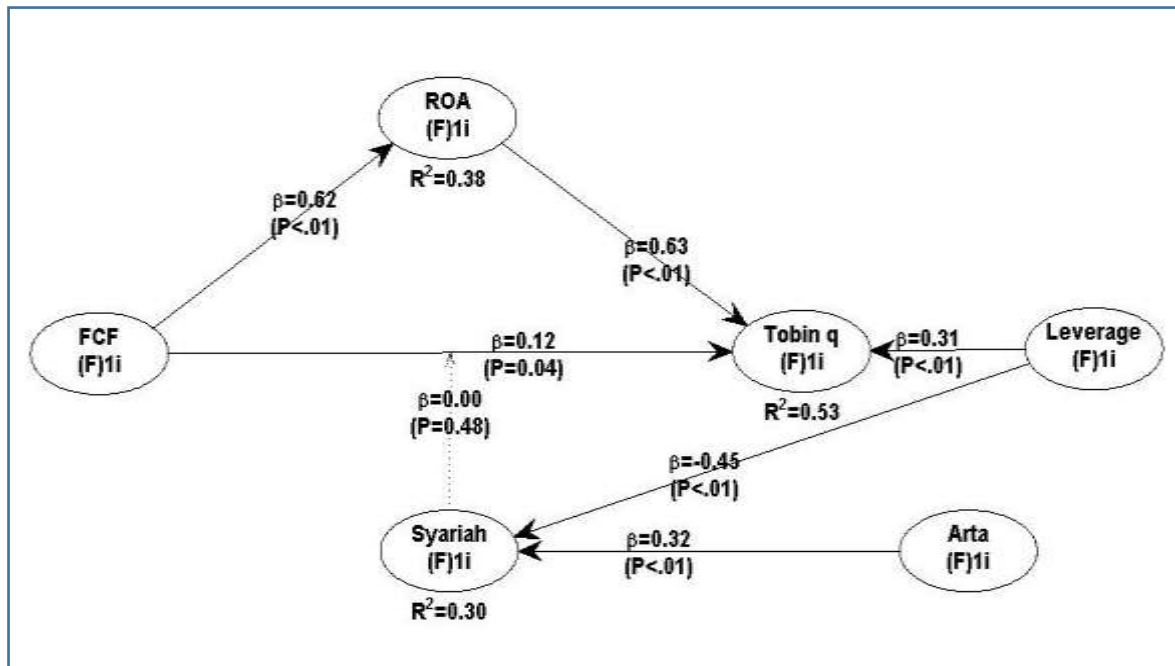 ROA
(F)1i
R²=0.38
β=0.62
(P<.01)
β=0.63
(P<.01)
FCF
(F)1i
β=0.12
(P=0.04)
Tobin q
(F)1i
R²=0.53
β=0.31
(P<.01)
Leverage
(F)1i
β=0.00
(P=0.48)
β=-0.45
(P<.01)
Syariah
(F)1i
R²=0.30
β=0.32
(P<.01)
Arta
(F)1i